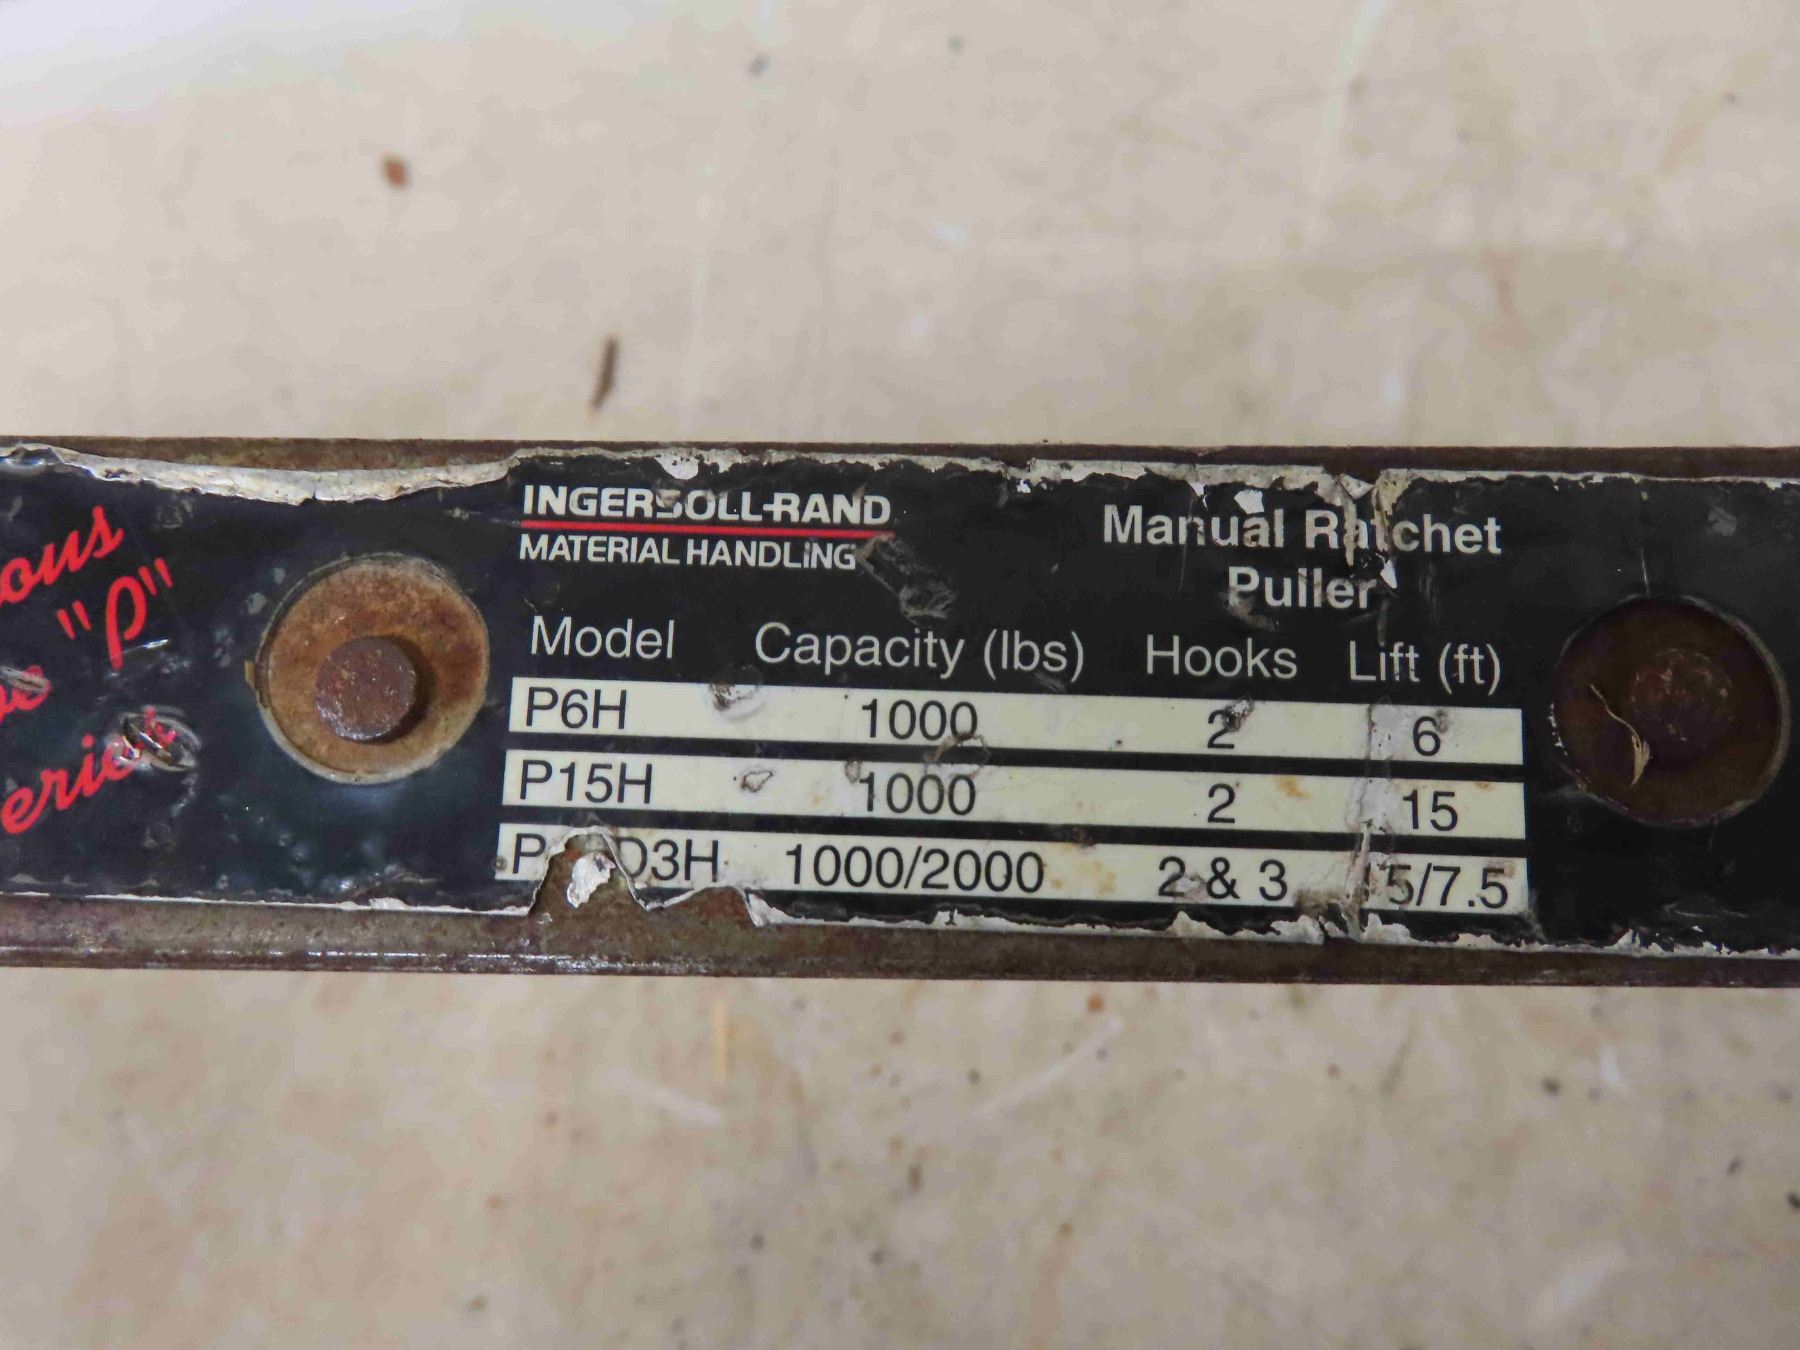 "P"
INGERSOLL-RAND
MATERIAL HANDLING
Manual Ratchet
Puller
Model Capacity (lbs) Hooks Lift (ft)
P6H 1000 2 6
P15H 1000 2 15
1000/2000 2 & 3